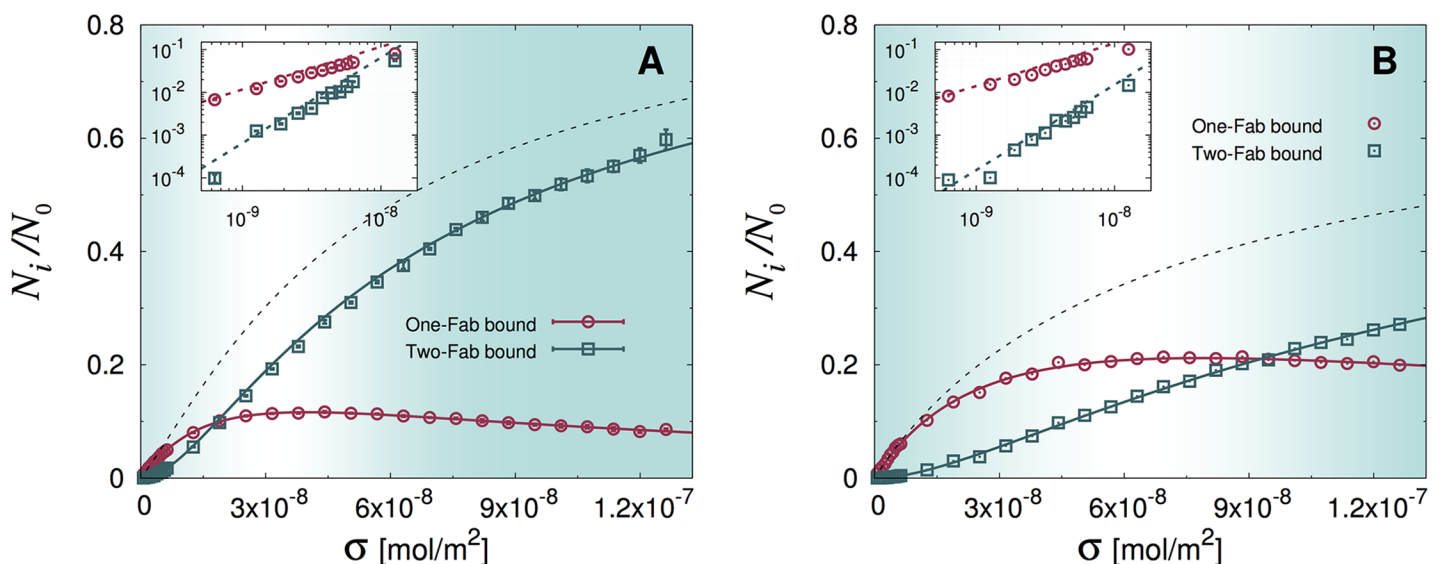 A
0.8
0.6
0.4
0.2
0
N_i/N_0
10^-1
10^-2
10^-3
10^-4
10^-9
10^-8
One-Fab bound
Two-Fab bound
0
3x10^-8
6x10^-8
9x10^-8
1.2x10^-7
σ [mol/m^2]
B
0.8
0.6
0.4
0.2
0
N_i/N_0
10^-1
10^-2
10^-3
10^-4
10^-9
10^-8
One-Fab bound
Two-Fab bound
0
3x10^-8
6x10^-8
9x10^-8
1.2x10^-7
σ [mol/m^2]